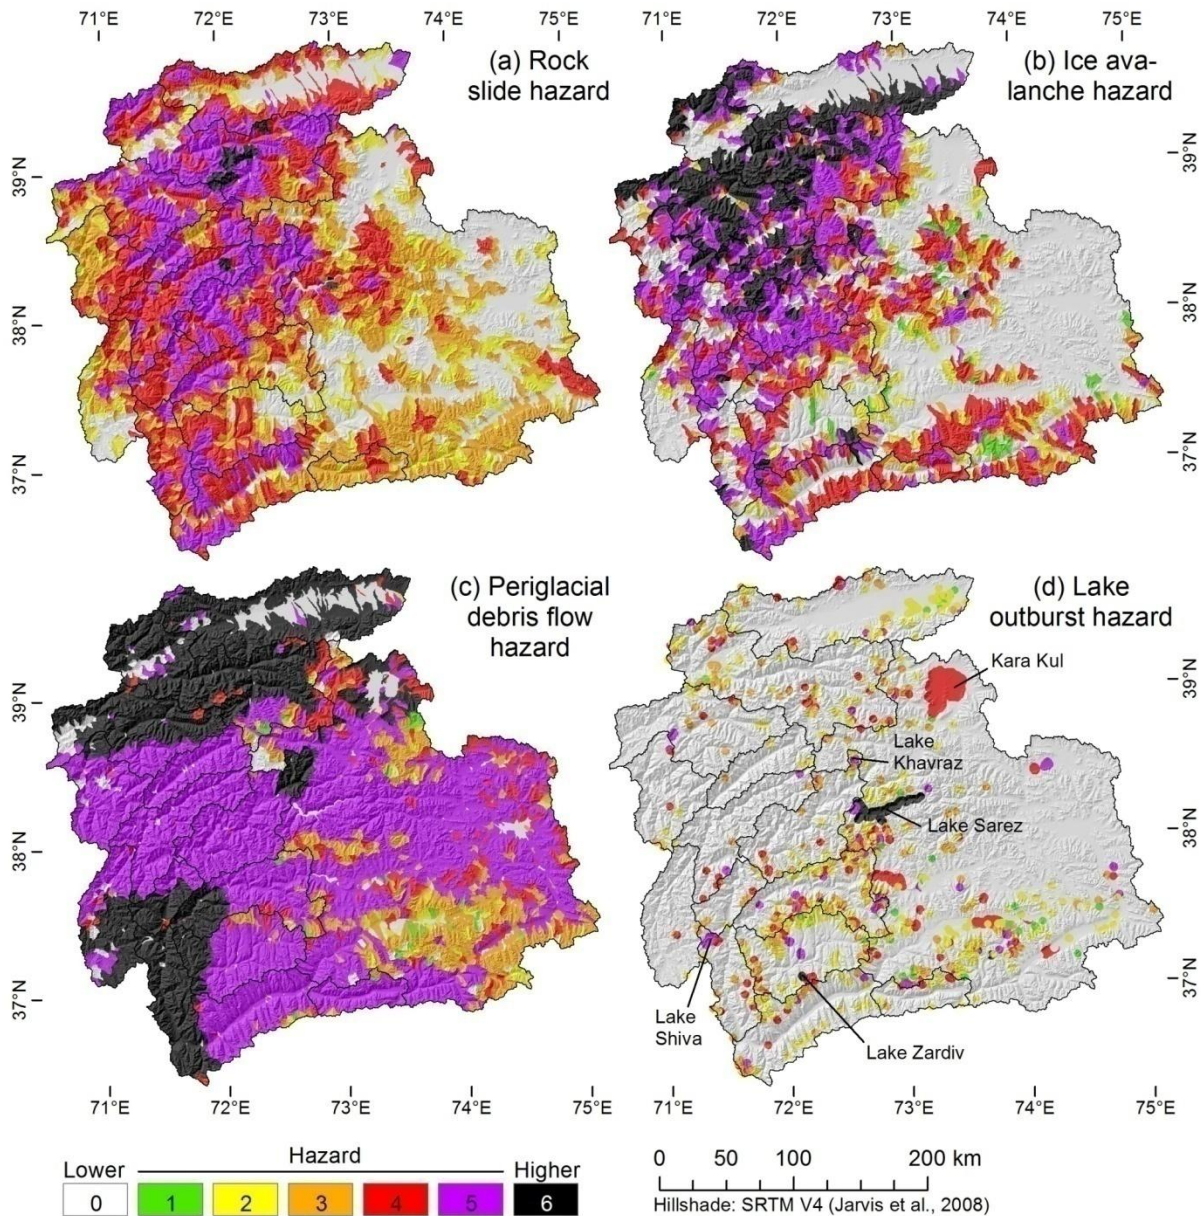 71°E 72°E 73°E 74°E 75°E 71°E 72°E 73°E 74°E 75°E
(a) Rock
slide hazard
(b) Ice ava-
lanche hazard
39°N
38°N
37°N
39°N
38°N
37°N
(c) Periglacial
debris flow
hazard
(d) Lake
outburst hazard
Kara Kul
Lake
Khavraz
Lake Sarez
Lake
Shiva
Lake Zardiv
39°N
38°N
37°N
39°N
38°N
37°N
71°E 72°E 73°E 74°E 75°E 71°E 72°E 73°E 74°E 75°E
Lower Hazard Higher
0 1 2 3 4 5 6
0 50 100 200 km
Hillshade: SRTM V4 (Jarvis et al., 2008)